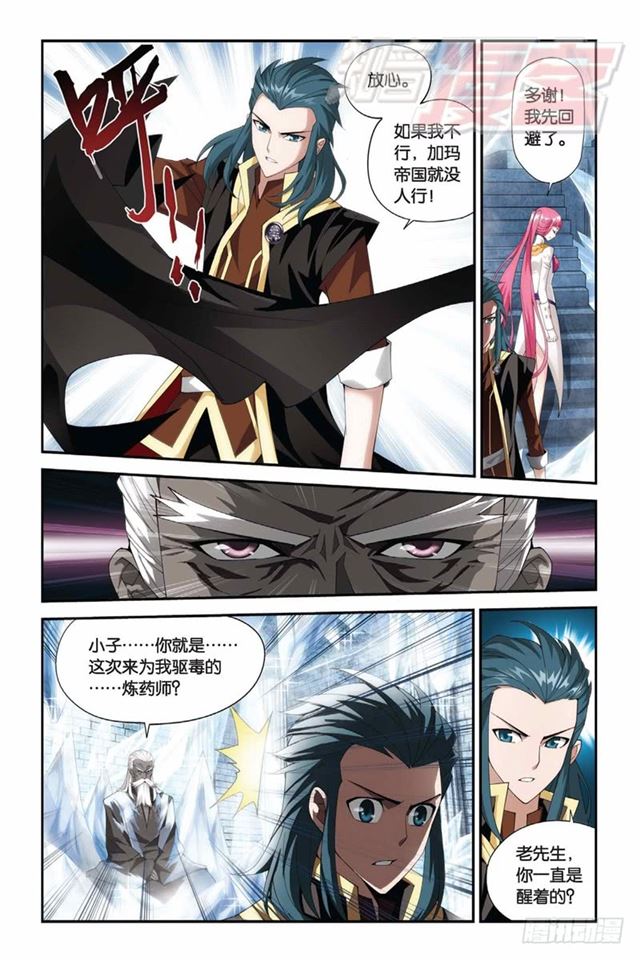 放心。
如果我不
行，加玛
帝国就没
人行！
呼
多谢！
我先回
避了。
小子……你就是……
这次来为我驱毒的
……炼药师？
老先生，
你一直是
醒着的？
腾讯动漫